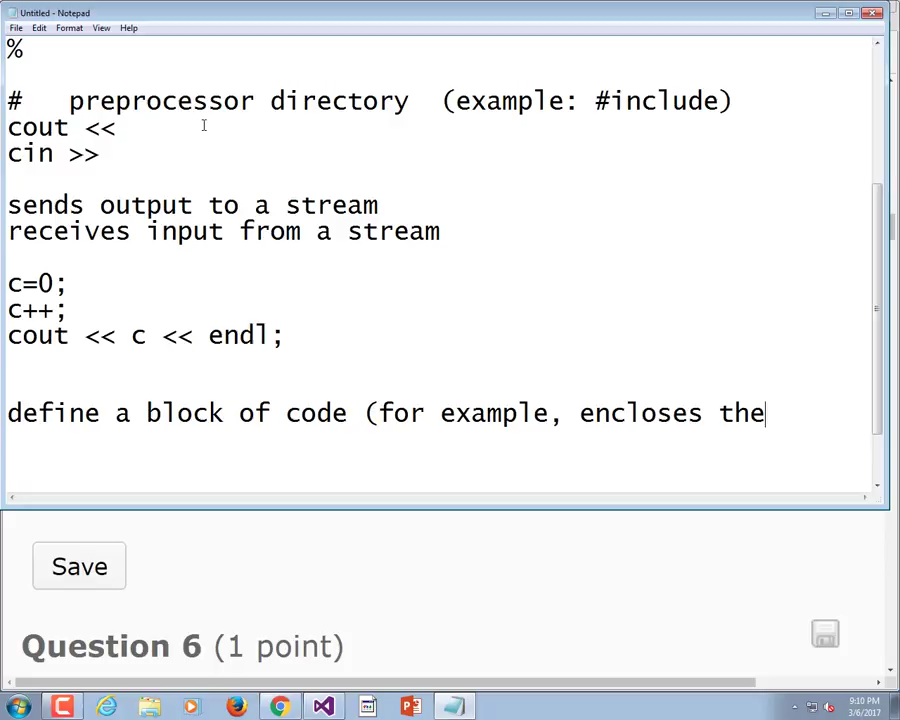 Untitled - Notepad
File Edit Format View Help
%
# preprocessor directory (example: #include)
cout <<
cin >>
sends output to a stream
receives input from a stream
c=0;
c++;
cout << c << endl;
define a block of code (for example, encloses the
Save
Question 6 (1 point)
9:10 PM
3/6/2017